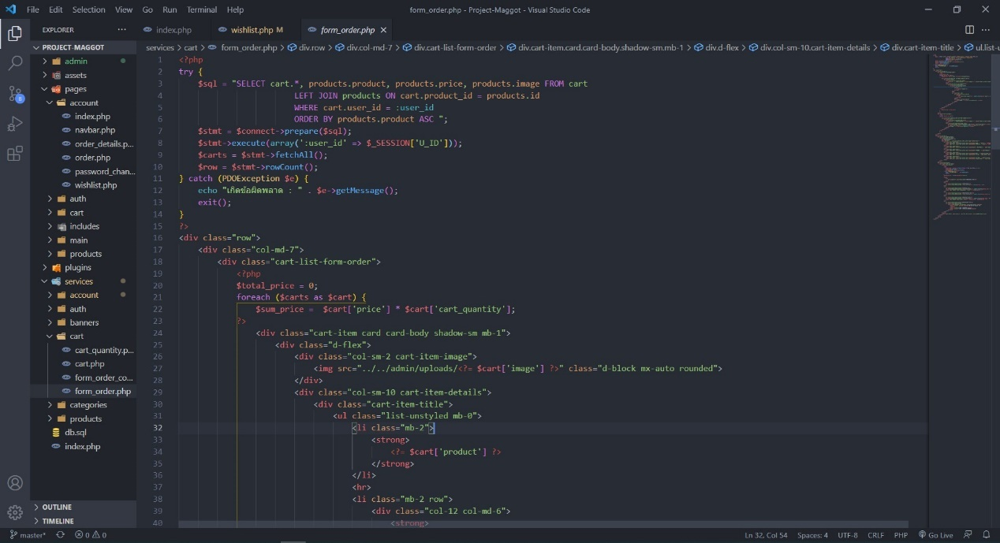 File Edit Selection View Go Run Terminal Help
form_order.php - Project-Maggot - Visual Studio Code
EXPLORER
PROJECT-MAGGOT
admin
assets
pages
account
index.php
navbar.php
order_details.p...
order.php
password_chan...
wishlist.php
auth
cart
includes
main
products
plugins
services
account
auth
banners
cart
cart_quantity.p...
cart.php
form_order_co...
form_order.php
categories
products
db.sql
index.php
OUTLINE
TIMELINE
8
index.php
wishlist.php M
form_order.php
services > cart > form_order.php > div.row > div.col-md-7 > div.cart-list-form-order > div.cart-item.card.card-body.shadow-sm.mb-1 > div.d-flex > div.col-sm-10.cart-item-details > div.cart-item-title > ul.list-u
1 <?php
2 try {
3 $sql = "SELECT cart.*, products.product, products.price, products.image FROM cart
4 LEFT JOIN products ON cart.product_id = products.id
5 WHERE cart.user_id = :user_id
6 ORDER BY products.product ASC ";
7 $stmt = $connect->prepare($sql);
8 $stmt->execute(array(':user_id' => $_SESSION['U_ID']));
9 $carts = $stmt->fetchAll();
10 $row = $stmt->rowCount();
11 } catch (PDOException $e) {
12 echo "เกิดข้อผิดพลาด : " . $e->getMessage();
13 exit();
14 }
15 ?>
16 <div class="row">
17 <div class="col-md-7">
18 <div class="cart-list-form-order">
19 <?php
20 $total_price = 0;
21 foreach ($carts as $cart) {
22 $sum_price = $cart['price'] * $cart['cart_quantity'];
23 ?>
24 <div class="cart-item card card-body shadow-sm mb-1">
25 <div class="d-flex">
26 <div class="col-sm-2 cart-item-image">
27 <img src="../../admin/uploads/<?= $cart['image'] ?>" class="d-block mx-auto rounded">
28 </div>
29 <div class="col-sm-10 cart-item-details">
30 <div class="cart-item-title">
31 <ul class="list-unstyled mb-0">
32 <li class="mb-2">
33 <strong>
34 <?= $cart['product'] ?>
35 </strong>
36 </li>
37 <hr>
38 <li class="mb-2 row">
39 <div class="col-12 col-md-6">
40 <strong>
master* 0 0
Ln 32, Col 54 Spaces: 4 UTF-8 CRLF PHP Go Live